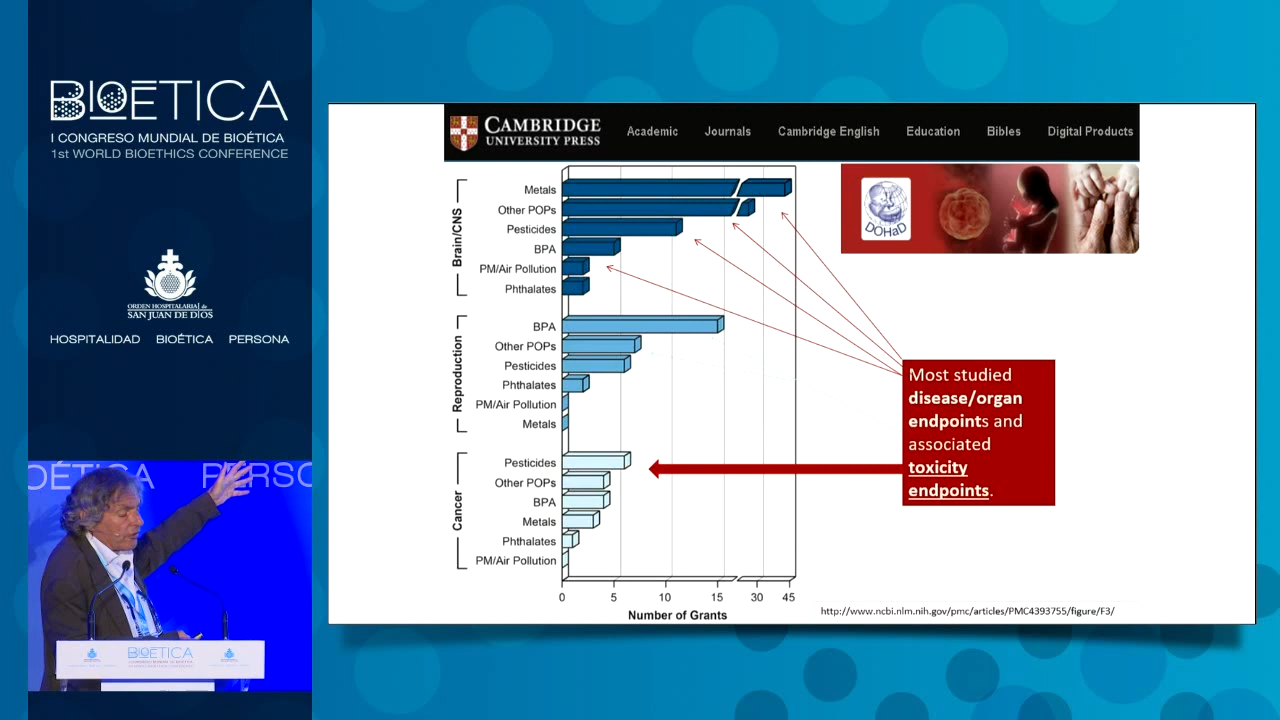 BIOETICA
I CONGRESO MUNDIAL DE BIOÉTICA
1st WORLD BIOETHICS CONFERENCE
ORDEN HOSPITALARIA de
SAN JUAN DE DIOS
HOSPITALIDAD BIOÉTICA PERSONA
OÉTICA PERSO
BIOETICA
CAMBRIDGE
UNIVERSITY PRESS
Academic Journals Cambridge English Education Bibles Digital Products
DOHaD
Brain/CNS
Metals
Other POPs
Pesticides
BPA
PM/Air Pollution
Phthalates
Reproduction
BPA
Other POPs
Pesticides
Phthalates
PM/Air Pollution
Metals
Cancer
Pesticides
Other POPs
BPA
Metals
Phthalates
PM/Air Pollution
0 5 10 15 30 45
Number of Grants
Most studied
disease/organ
endpoints and
associated
toxicity
endpoints.
http://www.ncbi.nlm.nih.gov/pmc/articles/PMC4393755/figure/F3/